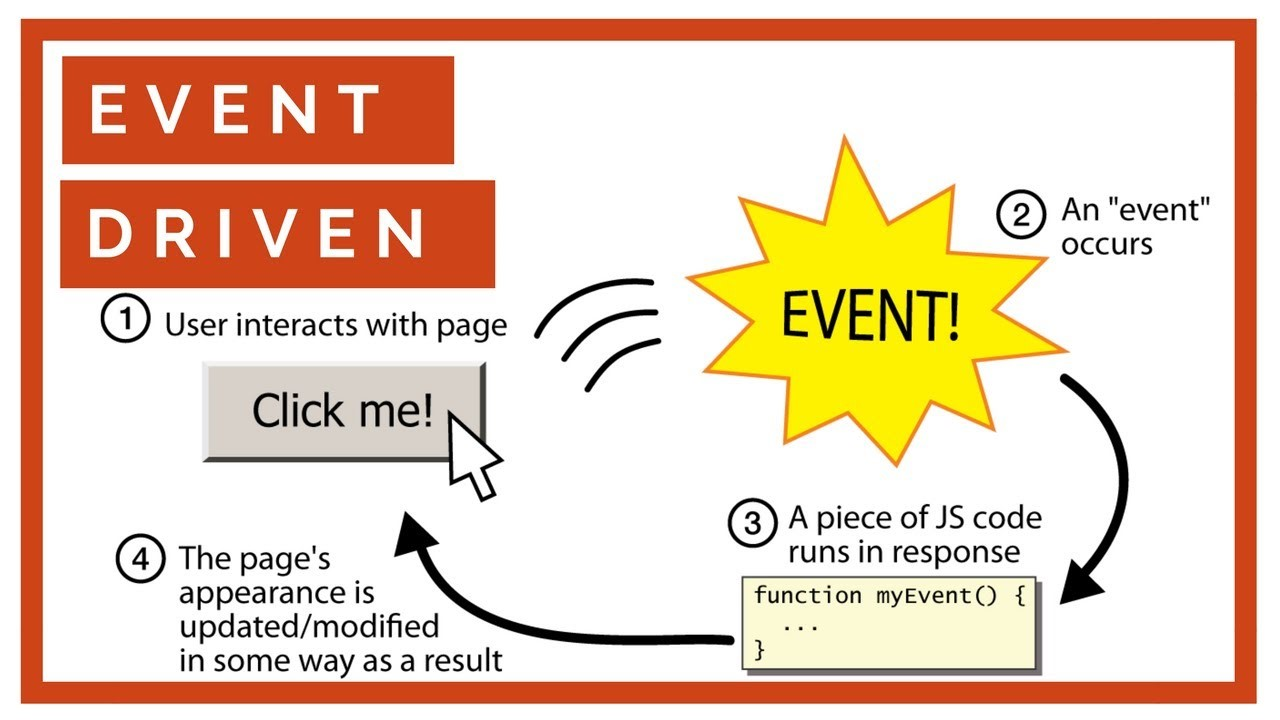 EVENT
DRIVEN
1 User interacts with page
Click me!
EVENT!
2 An "event"
occurs
3 A piece of JS code
runs in response
function myEvent() {
...
}
4 The page's
appearance is
updated/modified
in some way as a result